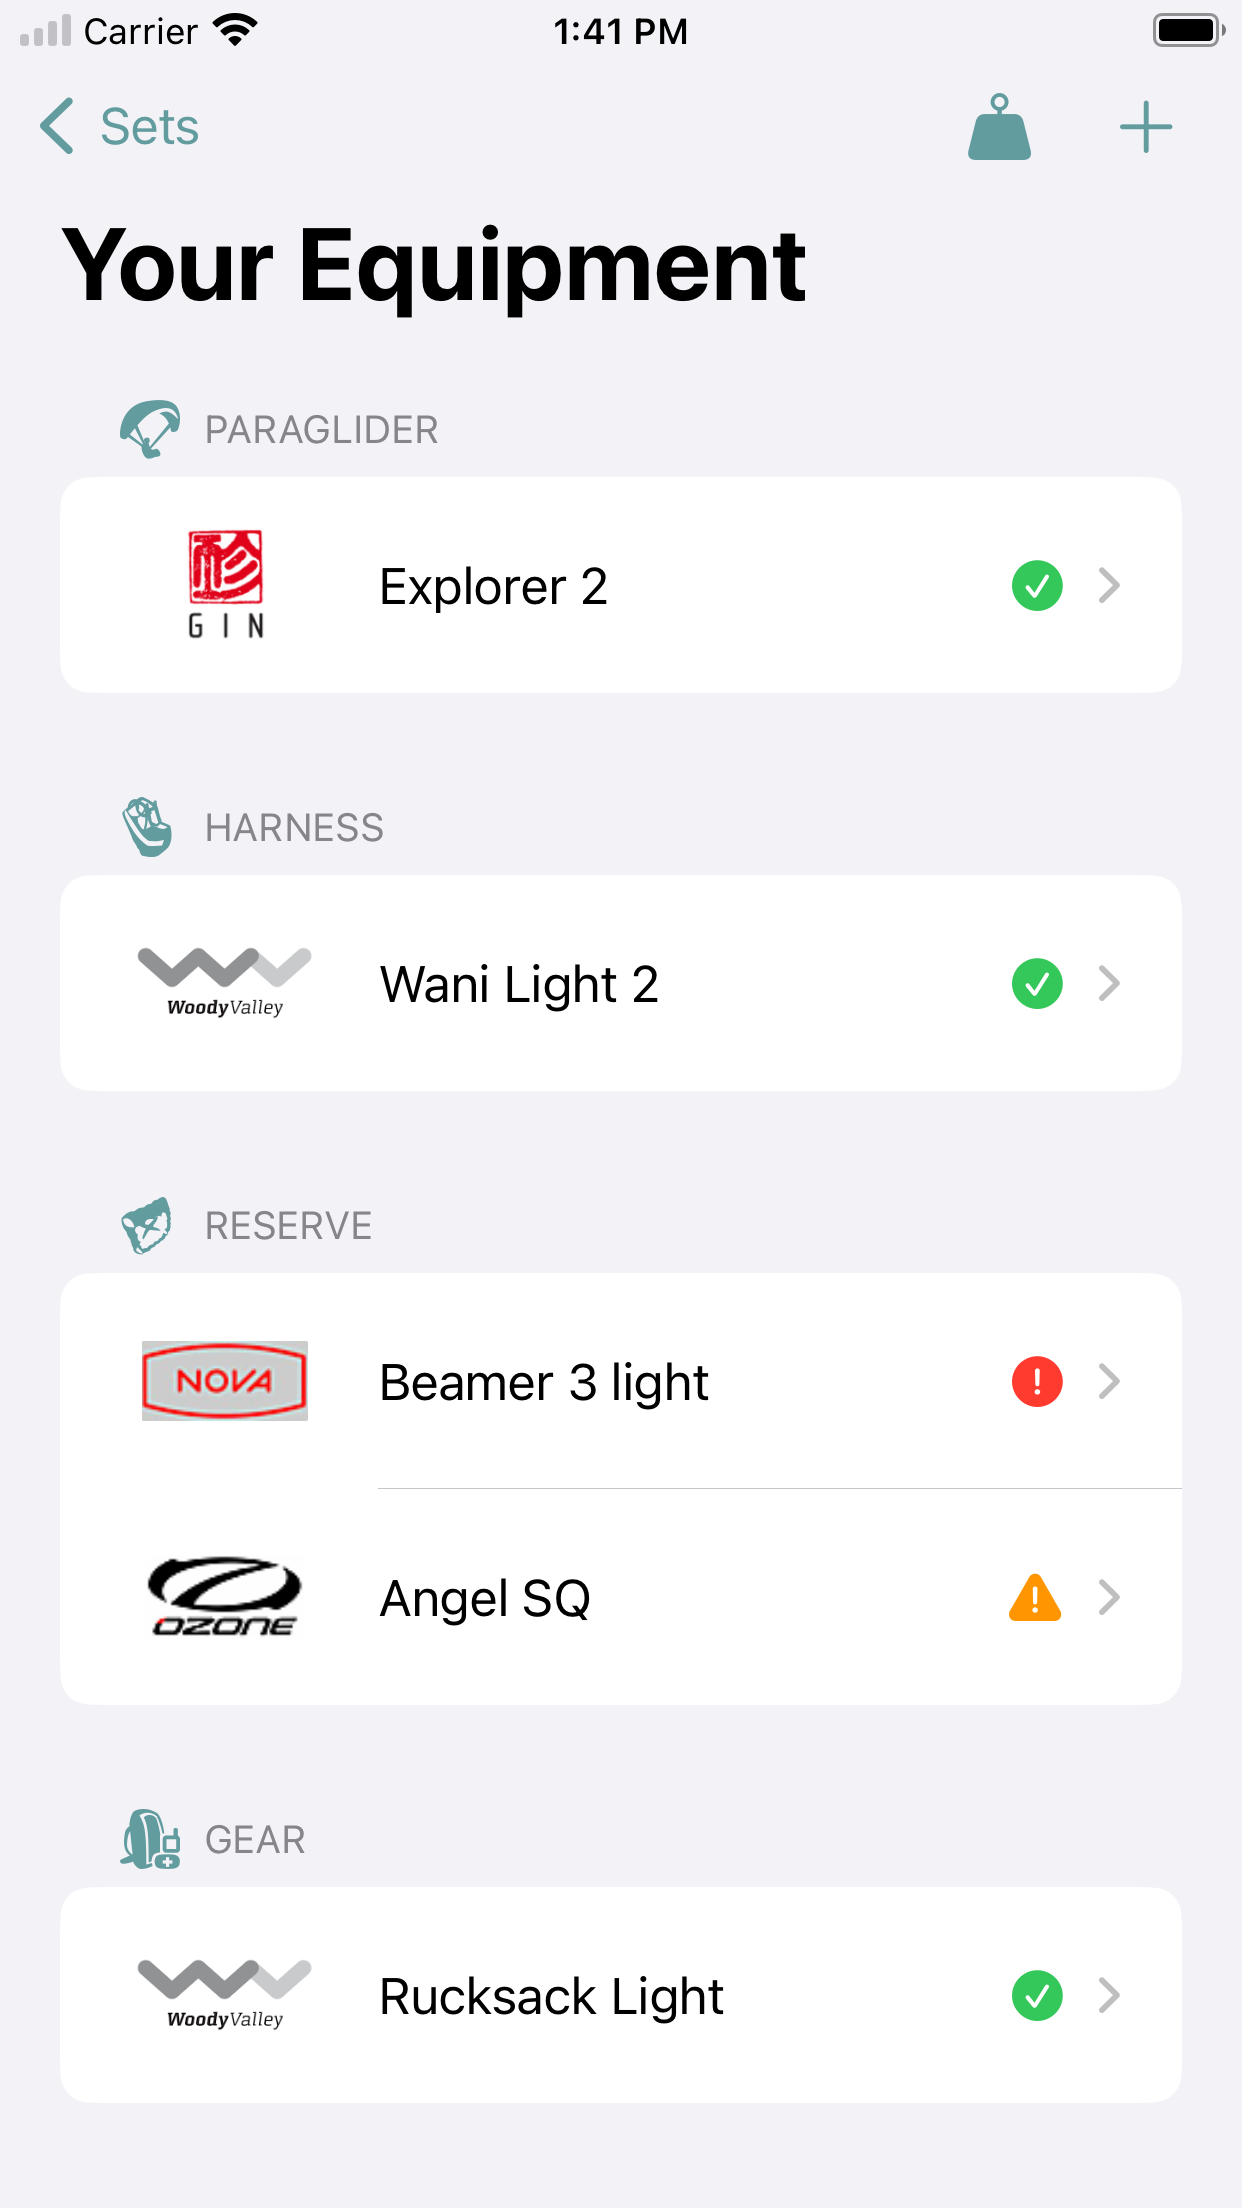 Carrier 1:41 PM
Sets
Your Equipment
PARAGLIDER
GIN
Explorer 2
HARNESS
WoodyValley
Wani Light 2
RESERVE
NOVA
Beamer 3 light
OZONE
Angel SQ
GEAR
WoodyValley
Rucksack Light